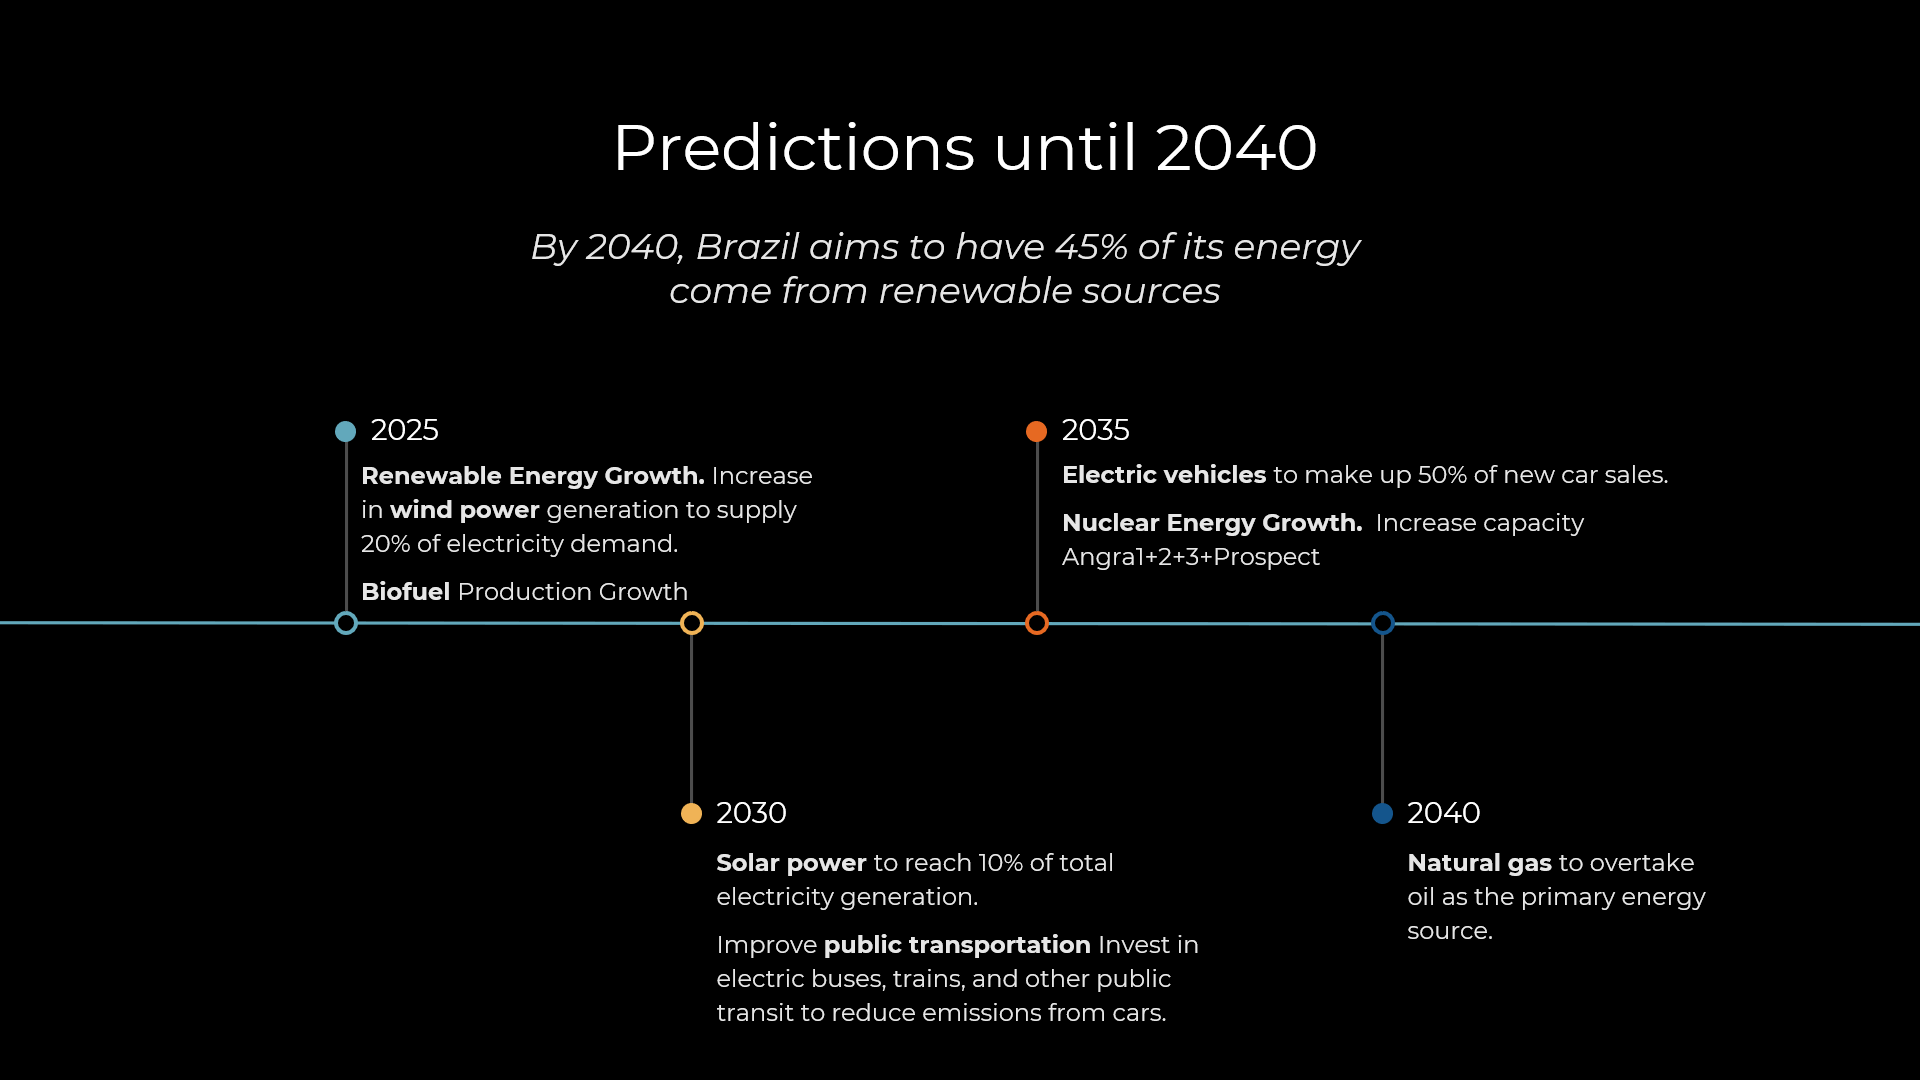 Predictions until 2040
By 2040, Brazil aims to have 45% of its energy
come from renewable sources
2025
Renewable Energy Growth. Increase
in wind power generation to supply
20% of electricity demand.
Biofuel Production Growth
2035
Electric vehicles to make up 50% of new car sales.
Nuclear Energy Growth.  Increase capacity
Angra1+2+3+Prospect
2030
Solar power to reach 10% of total
electricity generation.
Improve public transportation Invest in
electric buses, trains, and other public
transit to reduce emissions from cars.
2040
Natural gas to overtake
oil as the primary energy
source.